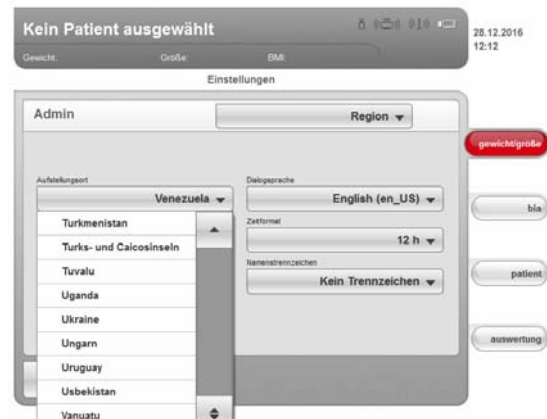 Kein Patient ausgewählt
28.12.2016
12:12
Gewicht: Größe: BMI:
Einstellungen
Admin
Region
gewicht/größe
Aufstellungsort
Dialogsprache
Venezuela
English (en_US)
bia
Turkmenistan
Zeitformat
12 h
Turks- und Caicosinseln
Tuvalu
Namenstrennzeichen
Kein Trennzeichen
patient
Uganda
Ukraine
Ungarn
auswertung
Uruguay
Usbekistan
Vanuatu